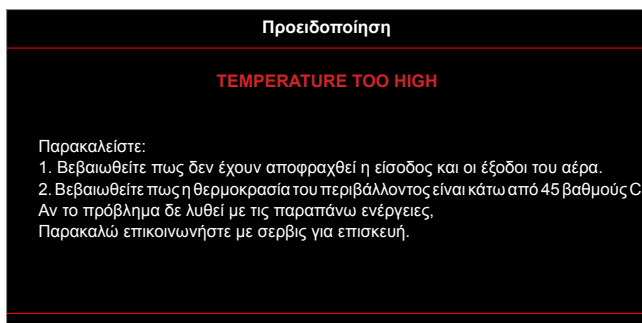 Προειδοποίηση
TEMPERATURE TOO HIGH
Παρακαλείστε:
1. Βεβαιωθείτε πως δεν έχουν αποφραχθεί η είσοδος και οι έξοδοι του αέρα.
2. Βεβαιωθείτε πως η θερμοκρασία του περιβάλλοντος είναι κάτω από 45 βαθμούς C
Αν το πρόβλημα δε λυθεί με τις παραπάνω ενέργειες,
Παρακαλώ επικοινωνήστε με σερβις για επισκευή.